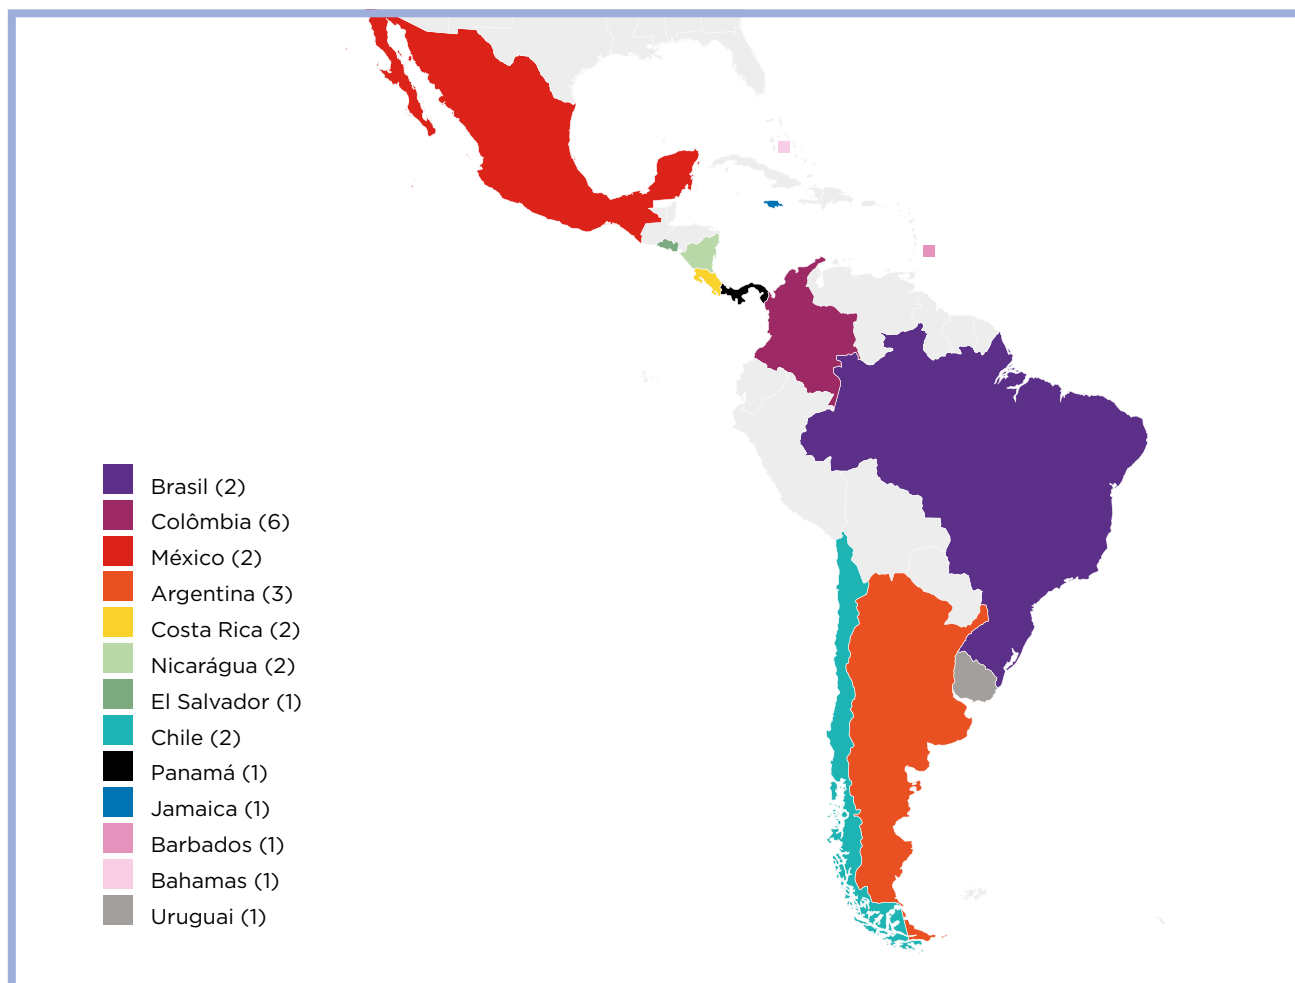 Brasil (2)
Colômbia (6)
México (2)
Argentina (3)
Costa Rica (2)
Nicarágua (2)
El Salvador (1)
Chile (2)
Panamá (1)
Jamaica (1)
Barbados (1)
Bahamas (1)
Uruguai (1)